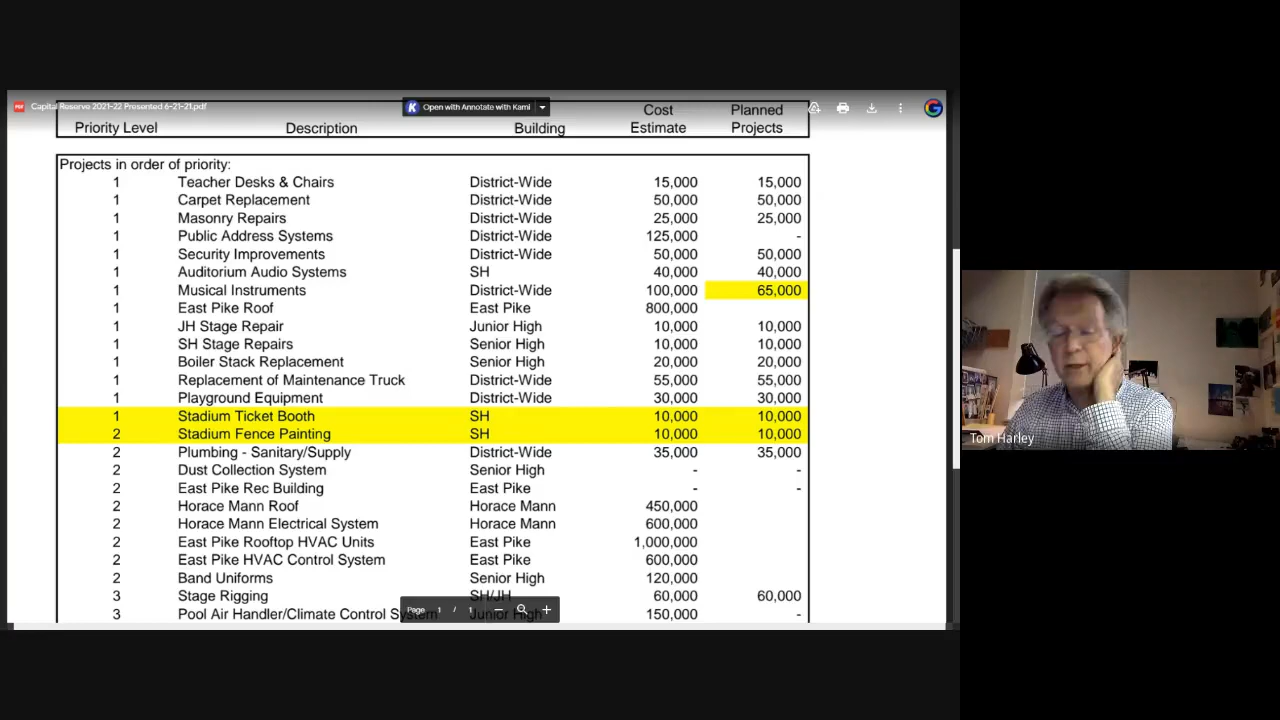 Capital Reserve 2021-22 Presented 6-21-21.pdf
Open with Annotate with Kami
Cost Planned
Priority Level Description Building Estimate Projects
Projects in order of priority:
1 Teacher Desks & Chairs District-Wide 15,000 15,000
1 Carpet Replacement District-Wide 50,000 50,000
1 Masonry Repairs District-Wide 25,000 25,000
1 Public Address Systems District-Wide 125,000 -
1 Security Improvements District-Wide 50,000 50,000
1 Auditorium Audio Systems SH 40,000 40,000
1 Musical Instruments District-Wide 100,000 65,000
1 East Pike Roof East Pike 800,000
1 JH Stage Repair Junior High 10,000 10,000
1 SH Stage Repairs Senior High 10,000 10,000
1 Boiler Stack Replacement Senior High 20,000 20,000
1 Replacement of Maintenance Truck District-Wide 55,000 55,000
1 Playground Equipment District-Wide 30,000 30,000
1 Stadium Ticket Booth SH 10,000 10,000
2 Stadium Fence Painting SH 10,000 10,000
2 Plumbing - Sanitary/Supply District-Wide 35,000 35,000
2 Dust Collection System Senior High - -
2 East Pike Rec Building East Pike - -
2 Horace Mann Roof Horace Mann 450,000
2 Horace Mann Electrical System Horace Mann 600,000
2 East Pike Rooftop HVAC Units East Pike 1,000,000
2 East Pike HVAC Control System East Pike 600,000
2 Band Uniforms Senior High 120,000
3 Stage Rigging SH/JH 60,000 60,000
3 Pool Air Handler/Climate Control System Junior High 150,000 -
Page 1 / 1
Tom Harley